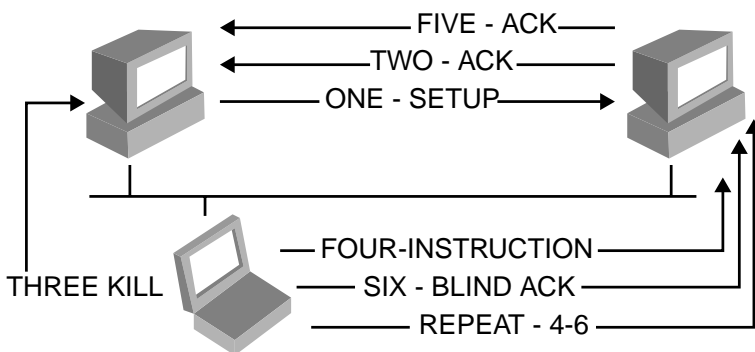 FIVE - ACK
TWO - ACK
ONE - SETUP
FOUR-INSTRUCTION
THREE KILL
SIX - BLIND ACK
REPEAT - 4-6